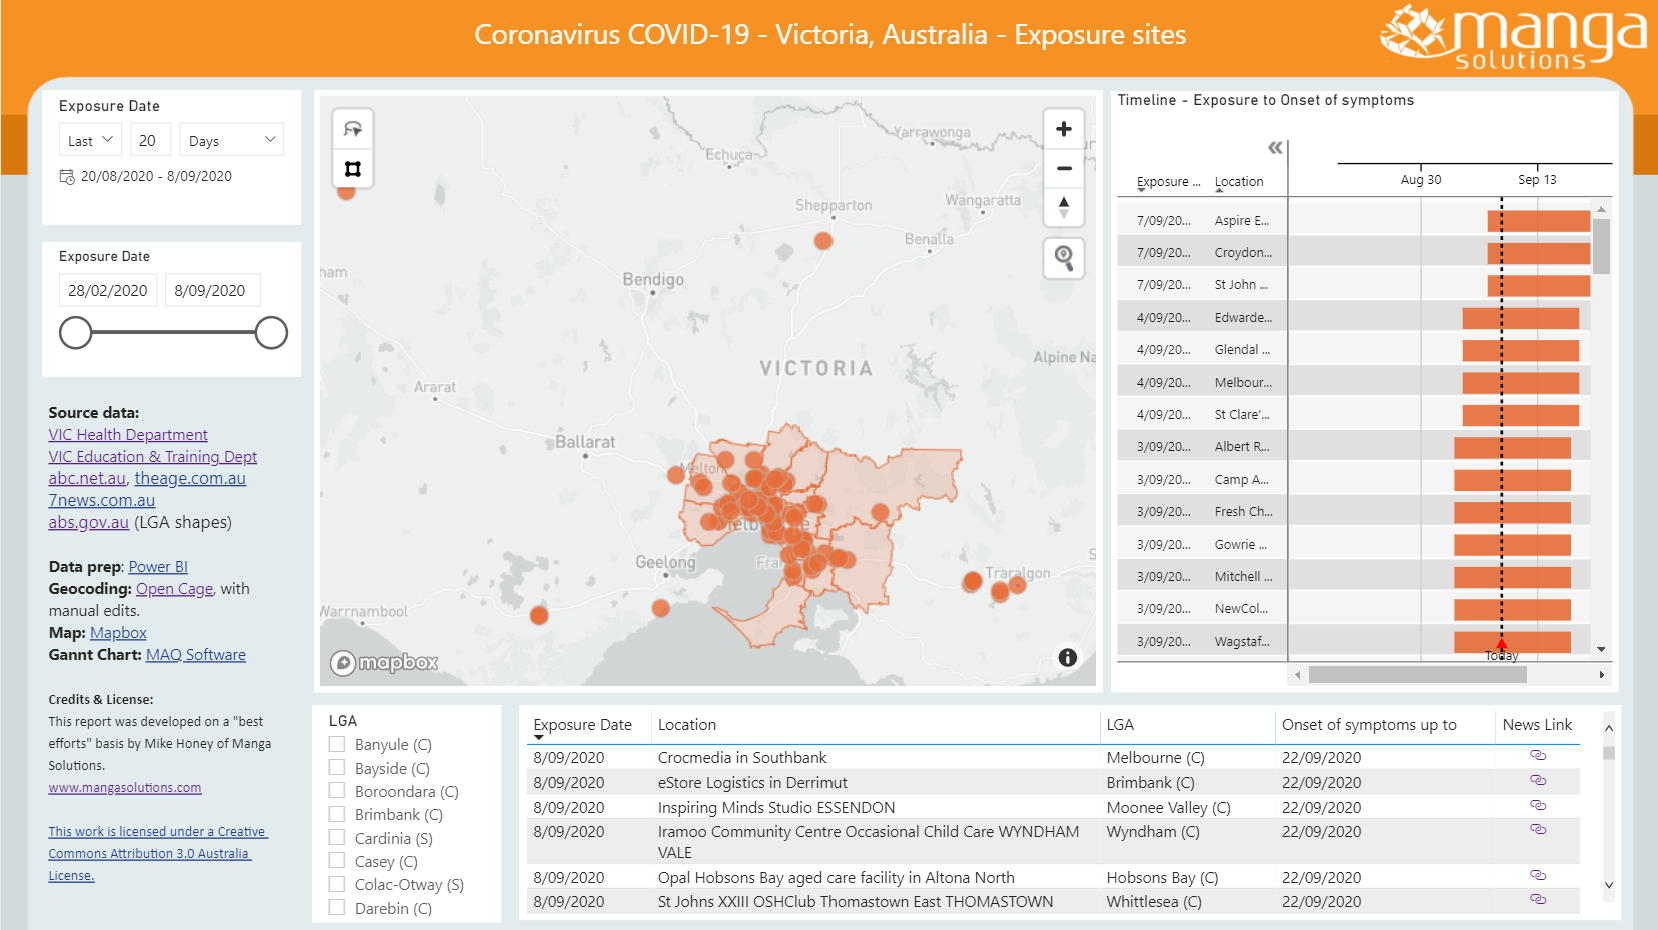 Coronavirus COVID-19 - Victoria, Australia - Exposure sites
manga
solutions
Exposure Date
Last 20 Days
20/08/2020 - 8/09/2020
Exposure Date
28/02/2020 8/09/2020
Source data:
VIC Health Department
VIC Education & Training Dept
abc.net.au, theage.com.au
7news.com.au
abs.gov.au (LGA shapes)
Data prep: Power BI
Geocoding: Open Cage, with
manual edits.
Map: Mapbox
Gannt Chart: MAQ Software
Credits & License:
This report was developed on a "best
efforts" basis by Mike Honey of Manga
Solutions.
www.mangasolutions.com
This work is licensed under a Creative
Commons Attribution 3.0 Australia
License.
Yarrawonga
Echuca
Shepparton
Wangaratta
Benalla
ham
Bendigo
VICTORIA
Alpine Na
Ararat
Ballarat
Melton
Geelong
Fra
Traralgon
Warrnambool
mapbox
Timeline - Exposure to Onset of symptoms
Exposure ... Location Aug 30 Sep 13
7/09/20... Aspire E...
7/09/20... Croydon...
7/09/20... St John ...
4/09/20... Edwarde...
4/09/20... Glendal ...
4/09/20... Melbour...
4/09/20... St Clare'...
3/09/20... Albert R...
3/09/20... Camp A...
3/09/20... Fresh Ch...
3/09/20... Gowrie ...
3/09/20... Mitchell ...
3/09/20... NewCol...
3/09/20... Wagstaf...
Today
LGA
Banyule (C)
Bayside (C)
Boroondara (C)
Brimbank (C)
Cardinia (S)
Casey (C)
Colac-Otway (S)
Darebin (C)
Exposure Date Location LGA Onset of symptoms up to News Link
8/09/2020 Crocmedia in Southbank Melbourne (C) 22/09/2020
8/09/2020 eStore Logistics in Derrimut Brimbank (C) 22/09/2020
8/09/2020 Inspiring Minds Studio ESSENDON Moonee Valley (C) 22/09/2020
8/09/2020 Iramoo Community Centre Occasional Child Care WYNDHAM Wyndham (C) 22/09/2020
VALE
8/09/2020 Opal Hobsons Bay aged care facility in Altona North Hobsons Bay (C) 22/09/2020
8/09/2020 St Johns XXIII OSHClub Thomastown East THOMASTOWN Whittlesea (C) 22/09/2020